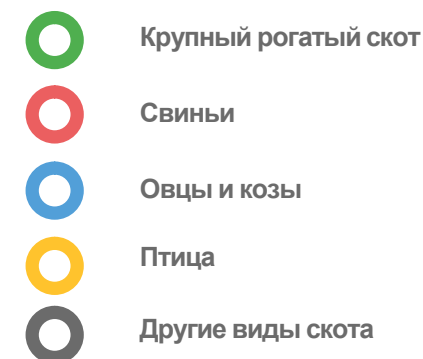 Крупный рогатый скот
Свиньи
Овцы и козы
Птица
Другие виды скота